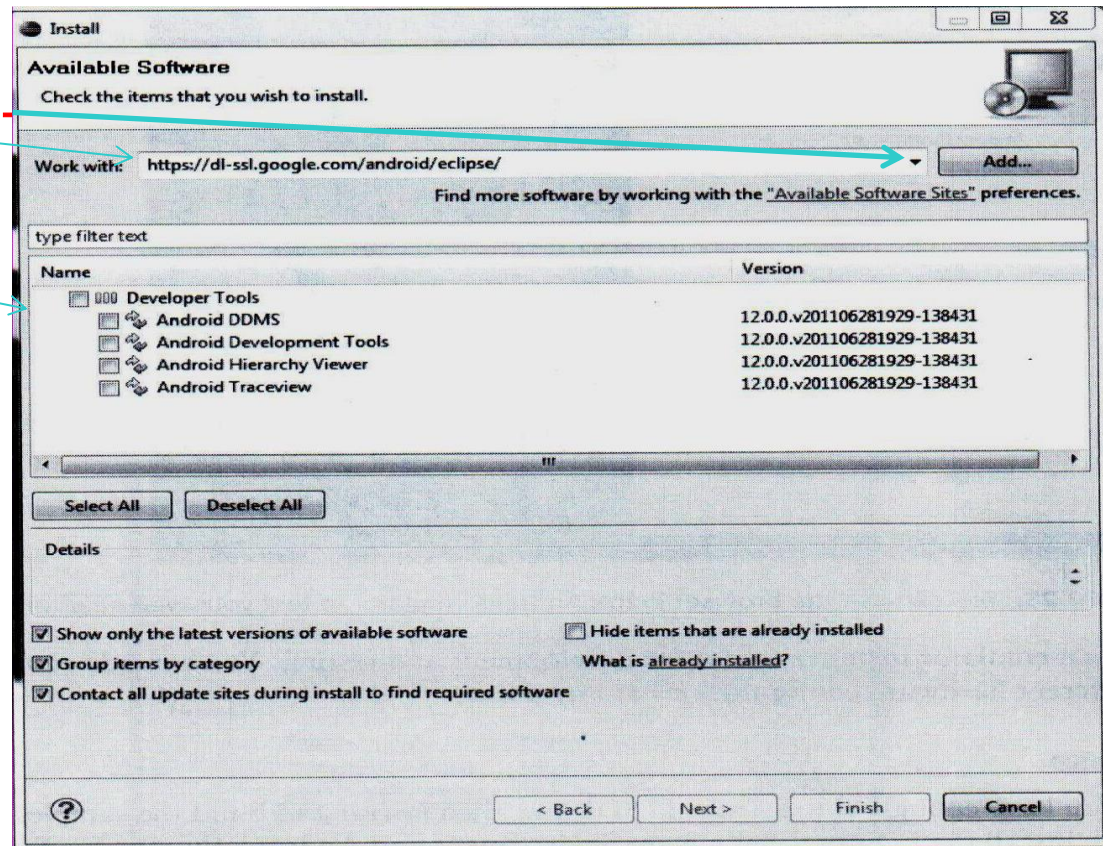 Install
Available Software
Check the items that you wish to install.
Work with: https://dl-ssl.google.com/android/eclipse/ Add...
Find more software by working with the "Available Software Sites" preferences.
type filter text
Name Version
Developer Tools
Android DDMS 12.0.0.v201106281929-138431
Android Development Tools 12.0.0.v201106281929-138431
Android Hierarchy Viewer 12.0.0.v201106281929-138431
Android Traceview 12.0.0.v201106281929-138431
Select All Deselect All
Details
Show only the latest versions of available software Hide items that are already installed
Group items by category What is already installed?
Contact all update sites during install to find required software
? < Back Next > Finish Cancel